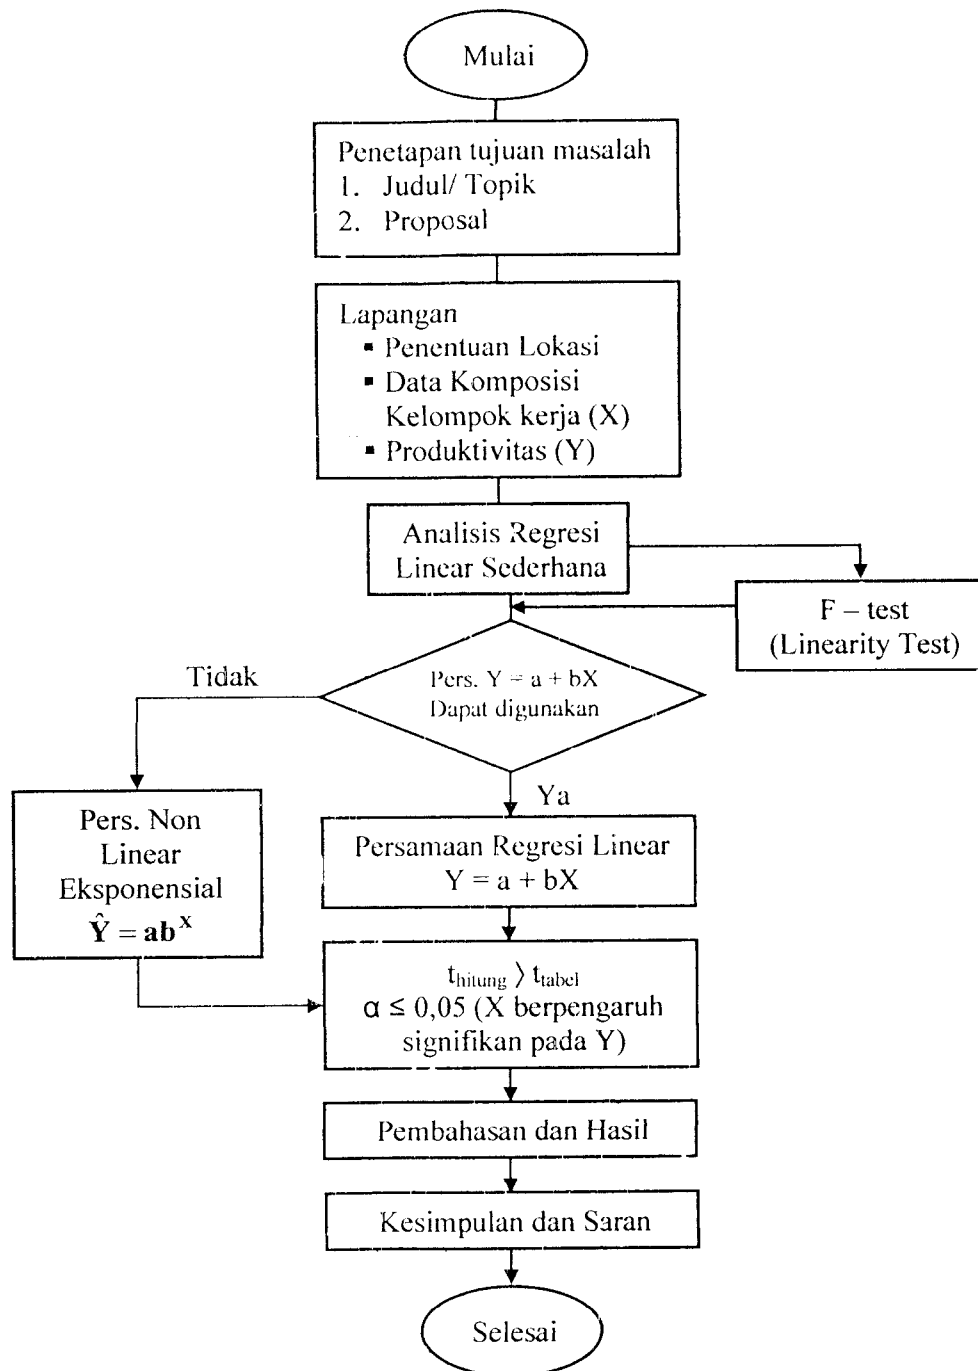 Mulai
Penetapan tujuan masalah
1. Judul/ Topik
2. Proposal
Lapangan
▪ Penentuan Lokasi
▪ Data Komposisi
Kelompok kerja (X)
▪ Produktivitas (Y)
Analisis Regresi
Linear Sederhana
F – test
(Linearity Test)
Tidak
Pers. Y = a + bX
Dapat digunakan
Ya
Pers. Non
Linear
Eksponensial
Ŷ = ab^x
Persamaan Regresi Linear
Y = a + bX
t_hitung 〉 t_tabel
α ≤ 0,05 (X berpengaruh
signifikan pada Y)
Pembahasan dan Hasil
Kesimpulan dan Saran
Selesai